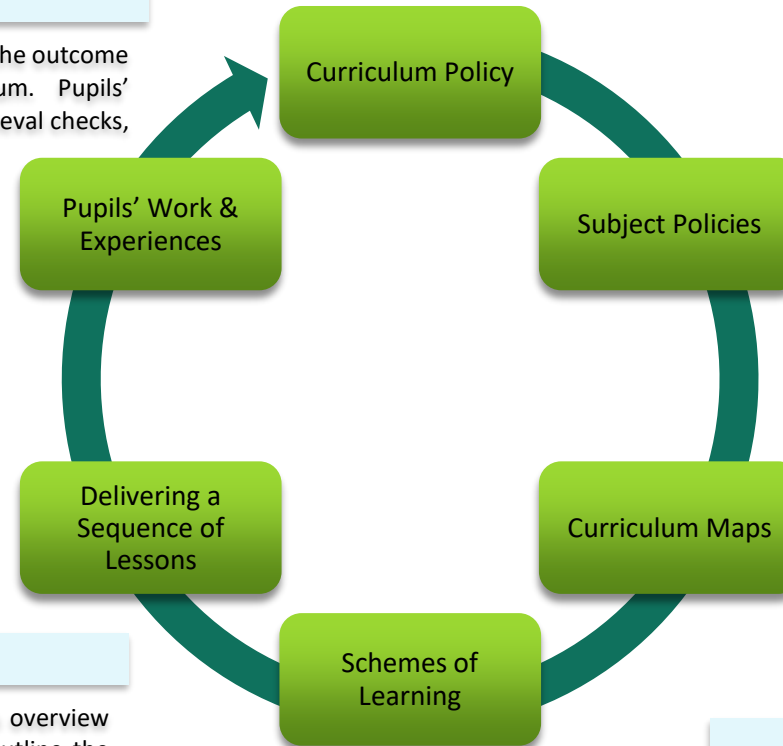 he outcome
um. Pupils’
eval checks,
Curriculum Policy
Subject Policies
Curriculum Maps
Schemes of
Learning
Delivering a
Sequence of
Lessons
Pupils’ Work &
Experiences
overview